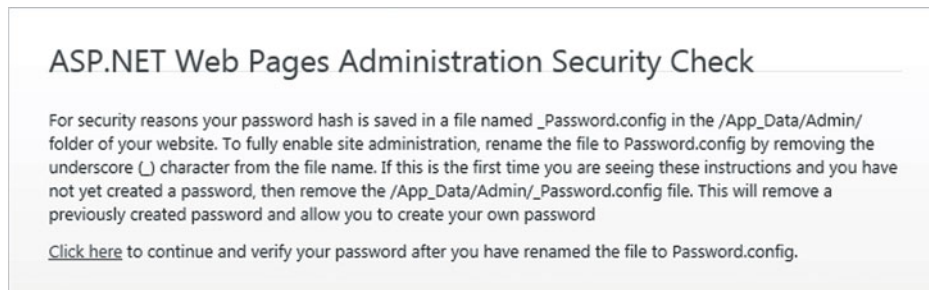 ASP.NET Web Pages Administration Security Check
For security reasons your password hash is saved in a file named _Password.config in the /App_Data/Admin/
folder of your website. To fully enable site administration, rename the file to Password.config by removing the
underscore (_) character from the file name. If this is the first time you are seeing these instructions and you have
not yet created a password, then remove the /App_Data/Admin/_Password.config file. This will remove a
previously created password and allow you to create your own password
Click here to continue and verify your password after you have renamed the file to Password.config.